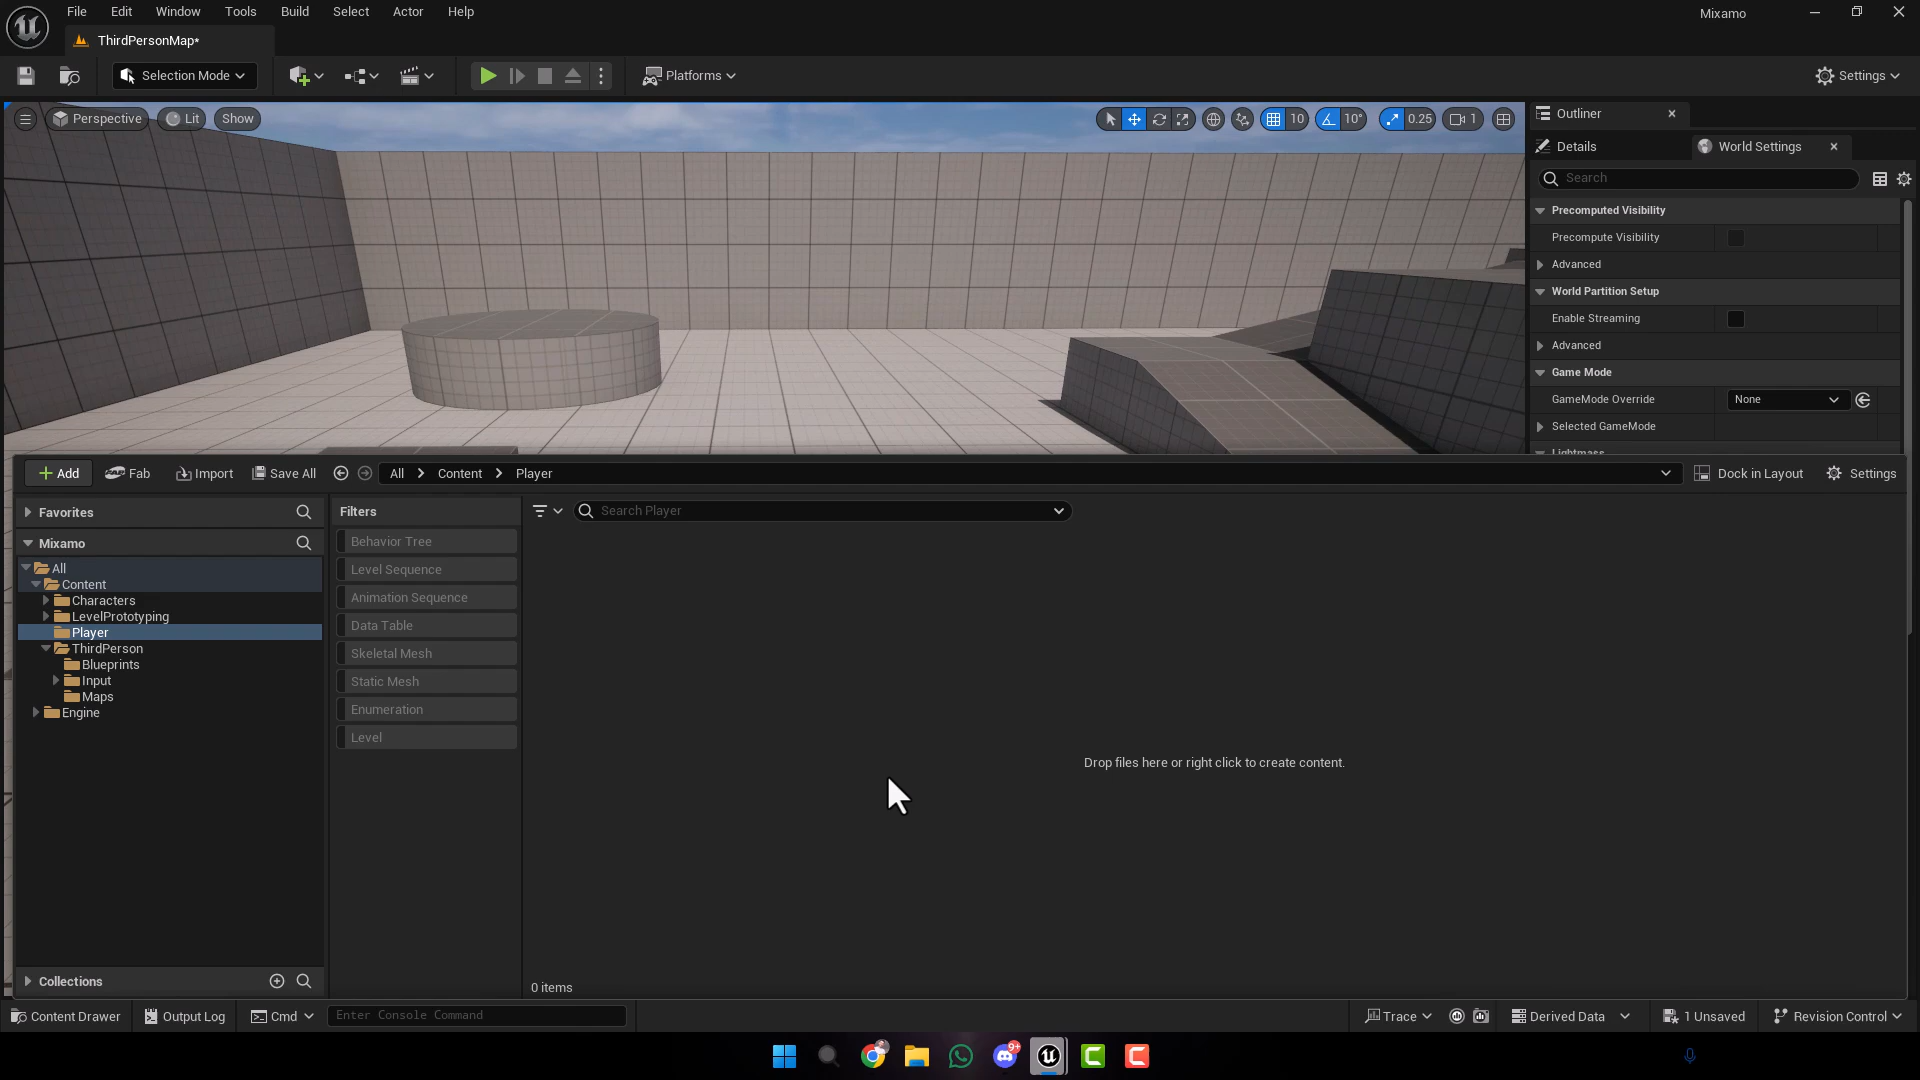 File Edit Window Tools Build Select Actor Help
Mixamo
ThirdPersonMap*
Selection Mode
Platforms
Settings
Perspective Lit Show
10 10° 0.25 1
Outliner
Details World Settings
Search
Precomputed Visibility
Precompute Visibility
Advanced
World Partition Setup
Enable Streaming
Advanced
Game Mode
GameMode Override None
Selected GameMode
Lightmass
Add Fab Import Save All All Content Player Dock in Layout Settings
Favorites
Mixamo
All
Content
Characters
LevelPrototyping
Player
ThirdPerson
Blueprints
Input
Maps
Engine
Collections
Filters
Behavior Tree
Level Sequence
Animation Sequence
Data Table
Skeletal Mesh
Static Mesh
Enumeration
Level
Search Player
Drop files here or right click to create content.
0 items
Content Drawer Output Log Cmd Enter Console Command Trace Derived Data 1 Unsaved Revision Control
9+